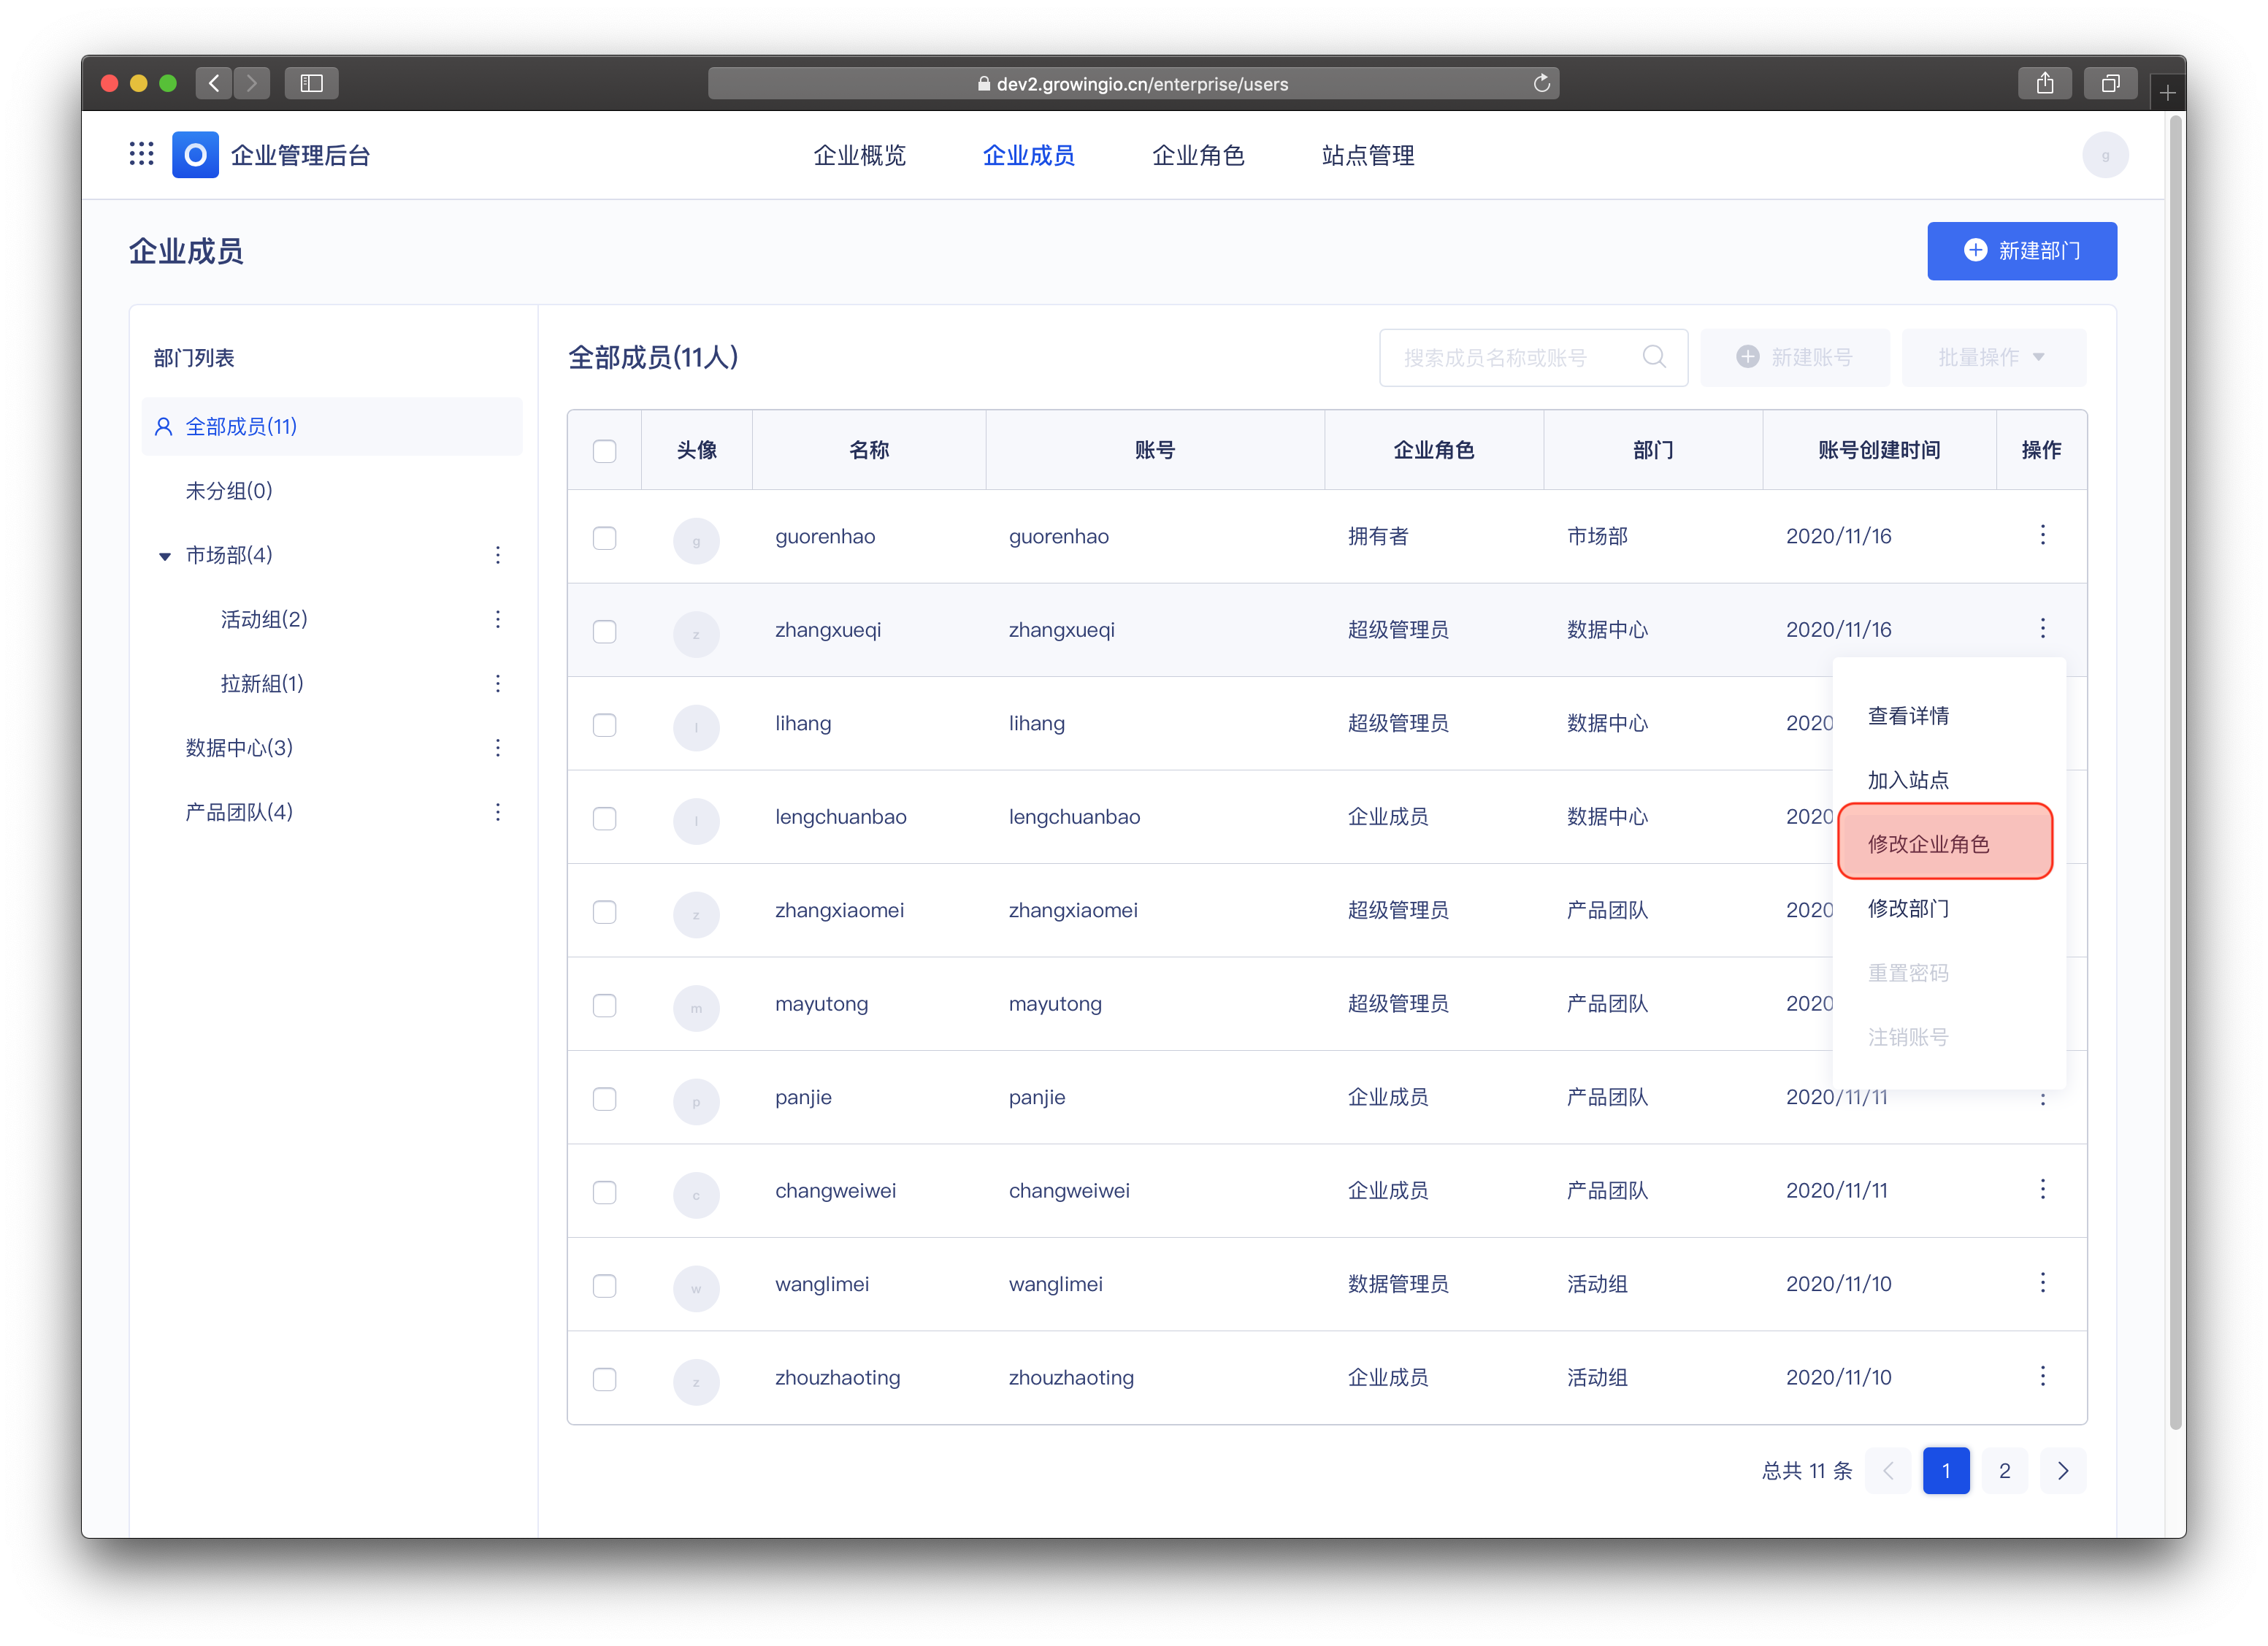 dev2.growingio.cn/enterprise/users
企业管理后台 企业概览 企业成员 企业角色 站点管理 g
企业成员 新建部门
部门列表
全部成员(11)
未分组(0)
市场部(4)
活动组(2)
拉新組(1)
数据中心(3)
产品团队(4)
全部成员(11人) 搜索成员名称或账号 新建账号 批量操作
头像 名称 账号 企业角色 部门 账号创建时间 操作
g guorenhao guorenhao 拥有者 市场部 2020/11/16
z zhangxueqi zhangxueqi 超级管理员 数据中心 2020/11/16
l lihang lihang 超级管理员 数据中心 2020
l lengchuanbao lengchuanbao 企业成员 数据中心 2020
z zhangxiaomei zhangxiaomei 超级管理员 产品团队 2020
m mayutong mayutong 超级管理员 产品团队 2020
p panjie panjie 企业成员 产品团队 2020/11/11
c changweiwei changweiwei 企业成员 产品团队 2020/11/11
w wanglimei wanglimei 数据管理员 活动组 2020/11/10
z zhouzhaoting zhouzhaoting 企业成员 活动组 2020/11/10
查看详情
加入站点
修改企业角色
修改部门
重置密码
注销账号
总共 11 条 1 2